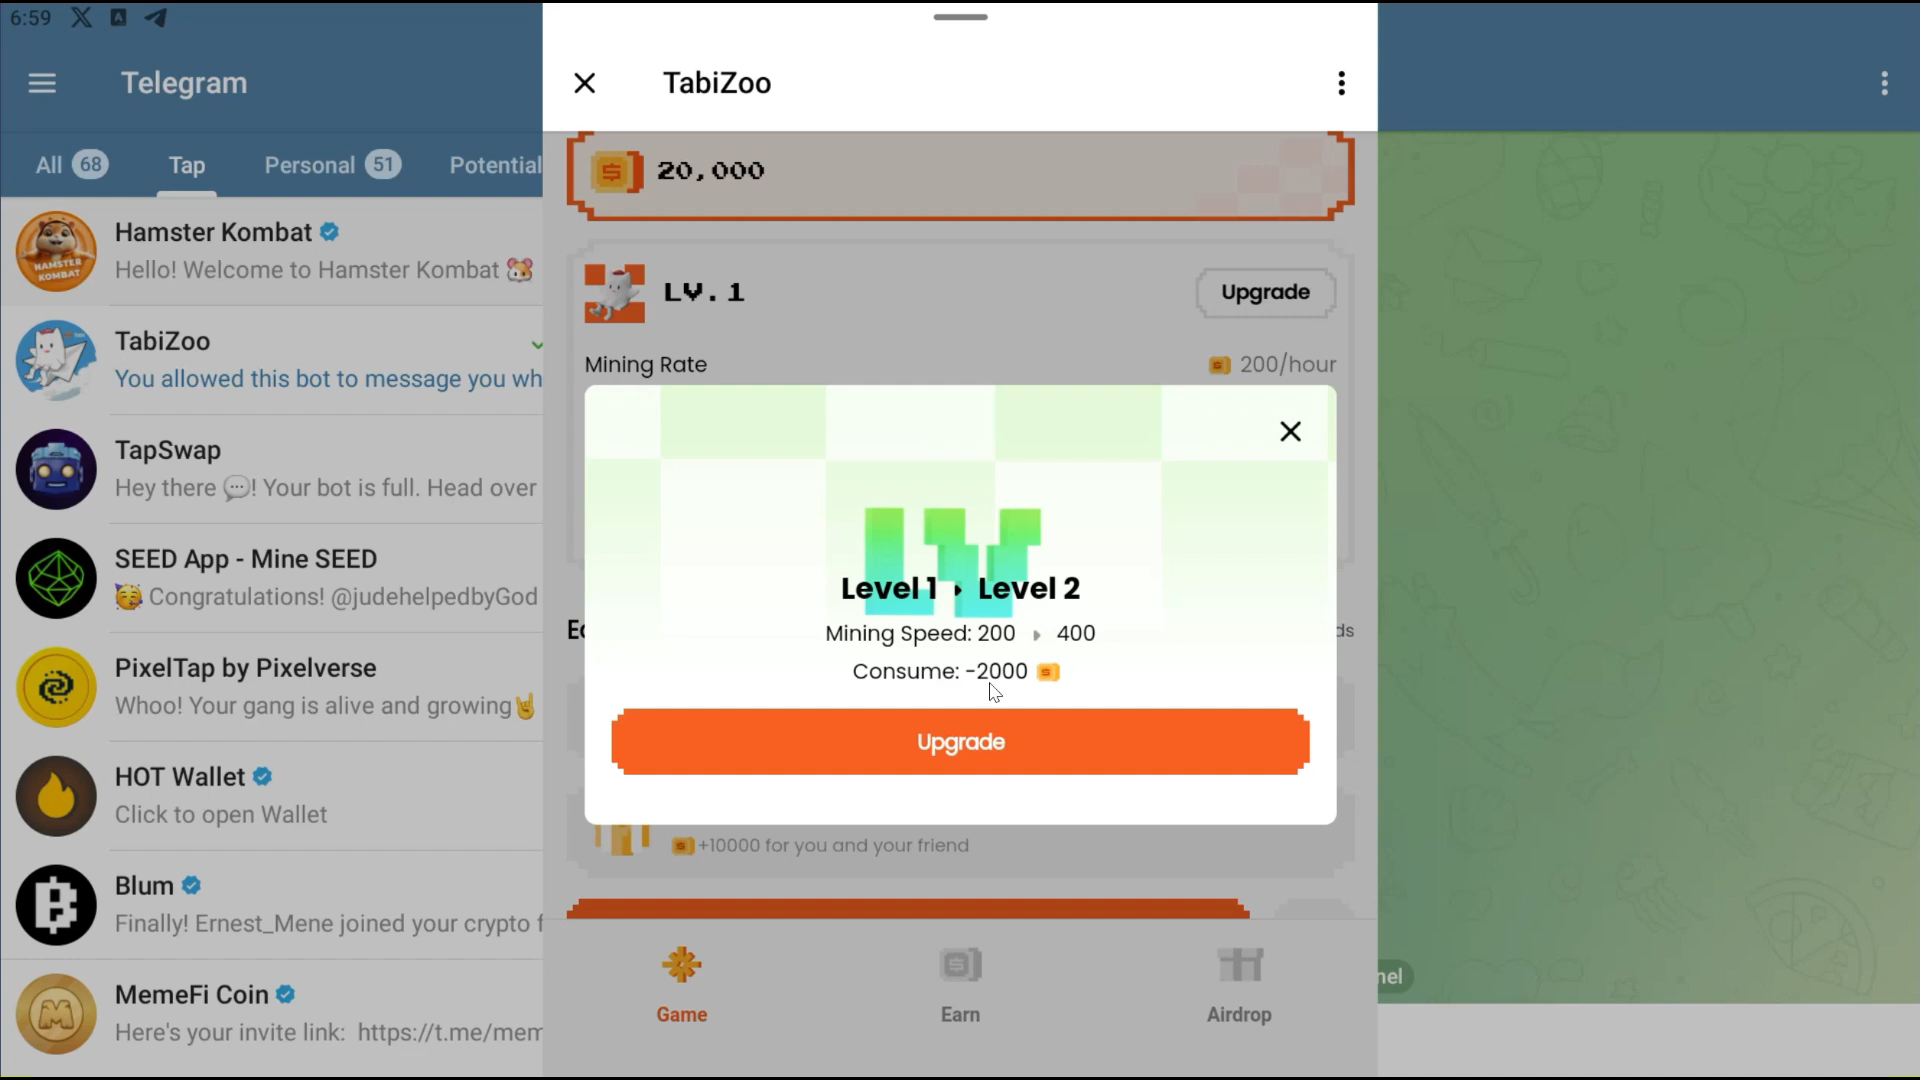 6:59
Telegram
All 68
Tap
Personal 51
Potential
Hamster Kombat
Hello! Welcome to Hamster Kombat 🐹
TabiZoo
You allowed this bot to message you wh
TapSwap
Hey there 💬! Your bot is full. Head over
SEED App - Mine SEED
🥳 Congratulations! @judehelpedbyGod
PixelTap by Pixelverse
Whoo! Your gang is alive and growing🤘
HOT Wallet
Click to open Wallet
Blum
Finally! Ernest_Mene joined your crypto f
MemeFi Coin
Here's your invite link: https://t.me/mem
HAMSTER
KOMBAT
TabiZoo
20,000
LV. 1
Upgrade
Mining Rate
200/hour
LV
Level 1 Level 2
Mining Speed: 200 400
Consume: -2000
Upgrade
+10000 for you and your friend
Game
Earn
Airdrop